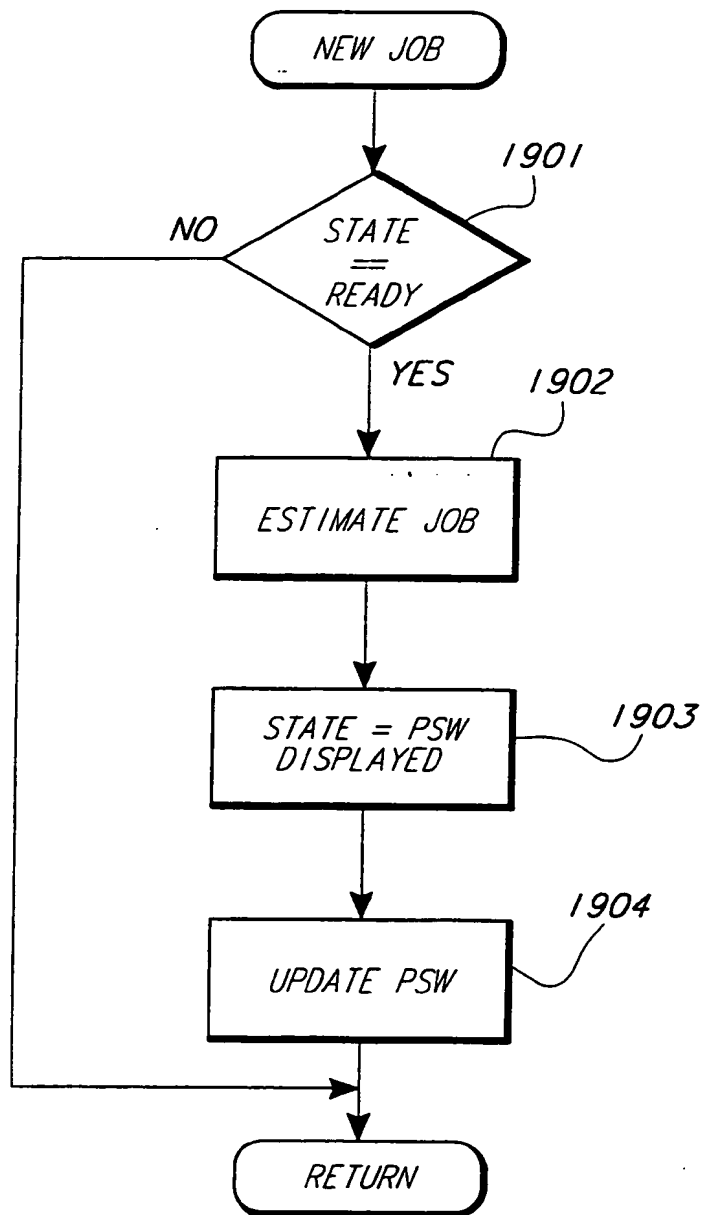 NEW JOB
1901
NO
STATE
==
READY
YES
1902
ESTIMATE JOB
1903
STATE = PSW
DISPLAYED
1904
UPDATE PSW
RETURN